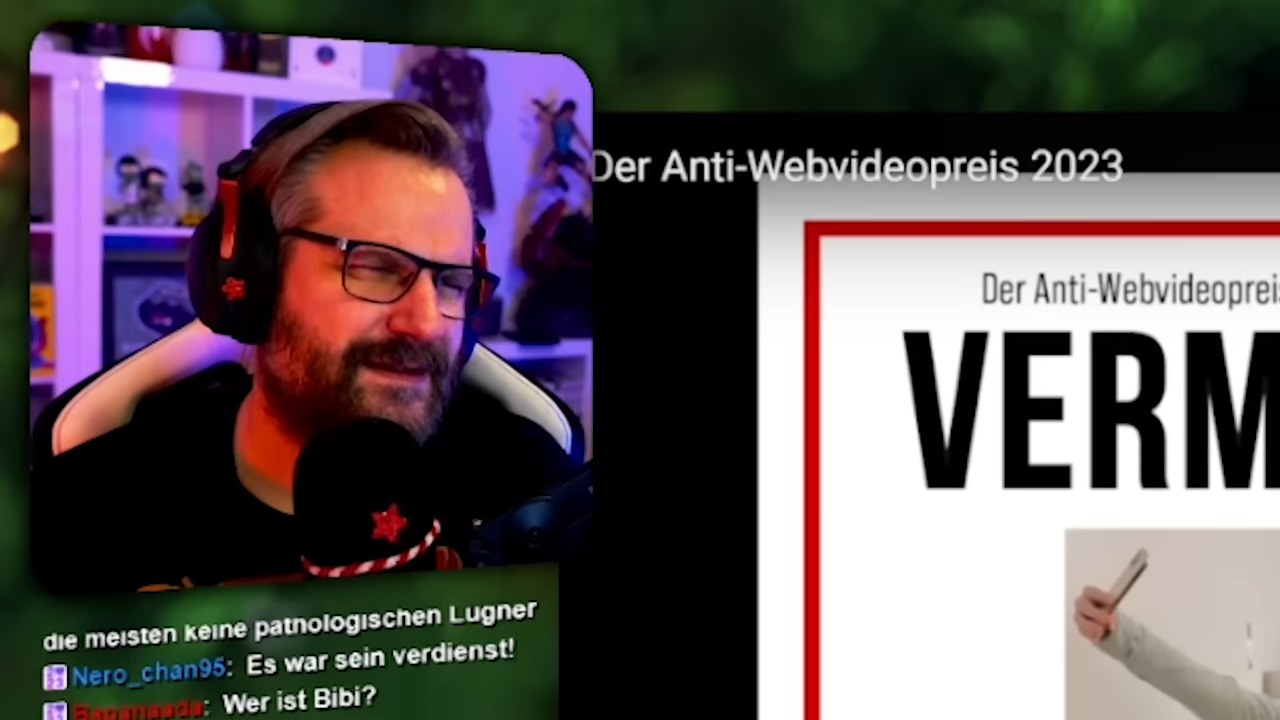 Der Anti-Webvideopreis 2023
Der Anti-Webvideopreis
VERM
die meisten keine pathologischen Lugner
Nero_chan95: Es war sein verdienst!
Wer ist Bibi?